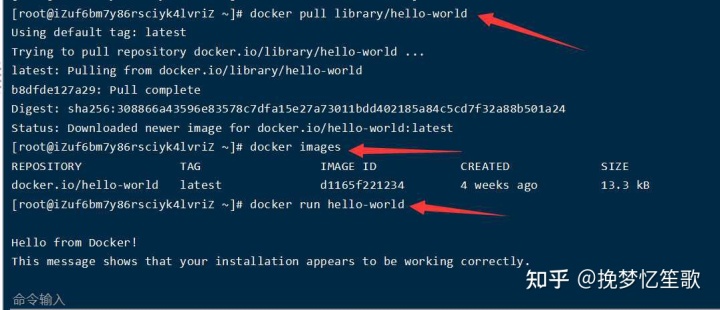 [root@iZuf6bm7y86rsciyk4lvriZ ~]# docker pull library/hello-world
Using default tag: latest
Trying to pull repository docker.io/library/hello-world ...
latest: Pulling from docker.io/library/hello-world
b8dfde127a29: Pull complete
Digest: sha256:308866a43596e83578c7dfa15e27a73011bdd402185a84c5cd7f32a88b501a24
Status: Downloaded newer image for docker.io/hello-world:latest
[root@iZuf6bm7y86rsciyk4lvriZ ~]# docker images
REPOSITORY TAG IMAGE ID CREATED SIZE
docker.io/hello-world latest d1165f221234 4 weeks ago 13.3 kB
[root@iZuf6bm7y86rsciyk4lvriZ ~]# docker run hello-world
Hello from Docker!
This message shows that your installation appears to be working correctly.
知乎 @挽梦忆笙歌
命令输入